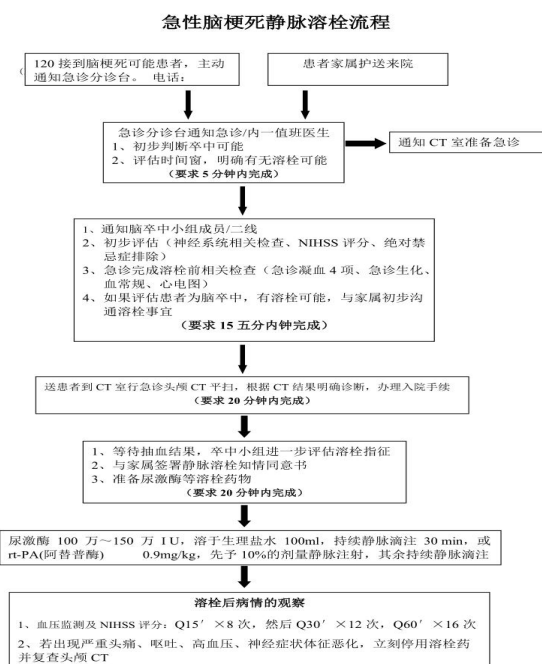 急性脑梗死静脉溶栓流程
120 接到脑梗死可能患者，主动
通知急诊分诊台。 电话：
患者家属护送来院
（
急诊分诊台通知急诊/内一值班医生
1、初步判断卒中可能
2、评估时间窗，明确有无溶栓可能
（要求 5 分钟内完成）
通知 CT 室准备急诊
1、通知脑卒中小组成员/二线
2、初步评估（神经系统相关检查、NIHSS 评分、绝对禁
忌症排除）
3、急诊完成溶栓前相关检查（急诊凝血 4 项、急诊生化、
血常规、心电图）
4、如果评估患者为脑卒中，有溶栓可能，与家属初步沟
通溶栓事宜
（要求 15 五分内钟完成）
送患者到 CT 室行急诊头颅 CT 平扫，根据 CT 结果明确诊断，办理入院手续
（要求 20 分钟内完成）
1、等待抽血结果，卒中小组进一步评估溶栓指征
2、与家属签署静脉溶栓知情同意书
3、准备尿激酶等溶栓药物
（要求 20 分钟内完成）
尿激酶 100 万～150 万 I U，溶于生理盐水 100ml，持续静脉滴注 30 min，或
rt-PA(阿替普酶) 0.9mg/kg，先予 10%的剂量静脉注射，其余持续静脉滴注
溶栓后病情的观察
1、血压监测及 NIHSS 评分：Q15′×8 次，然后 Q30′×12 次，Q60′×16 次
2、若出现严重头痛、呕吐、高血压、神经症状体征恶化，立刻停用溶栓药
并复查头颅 CT